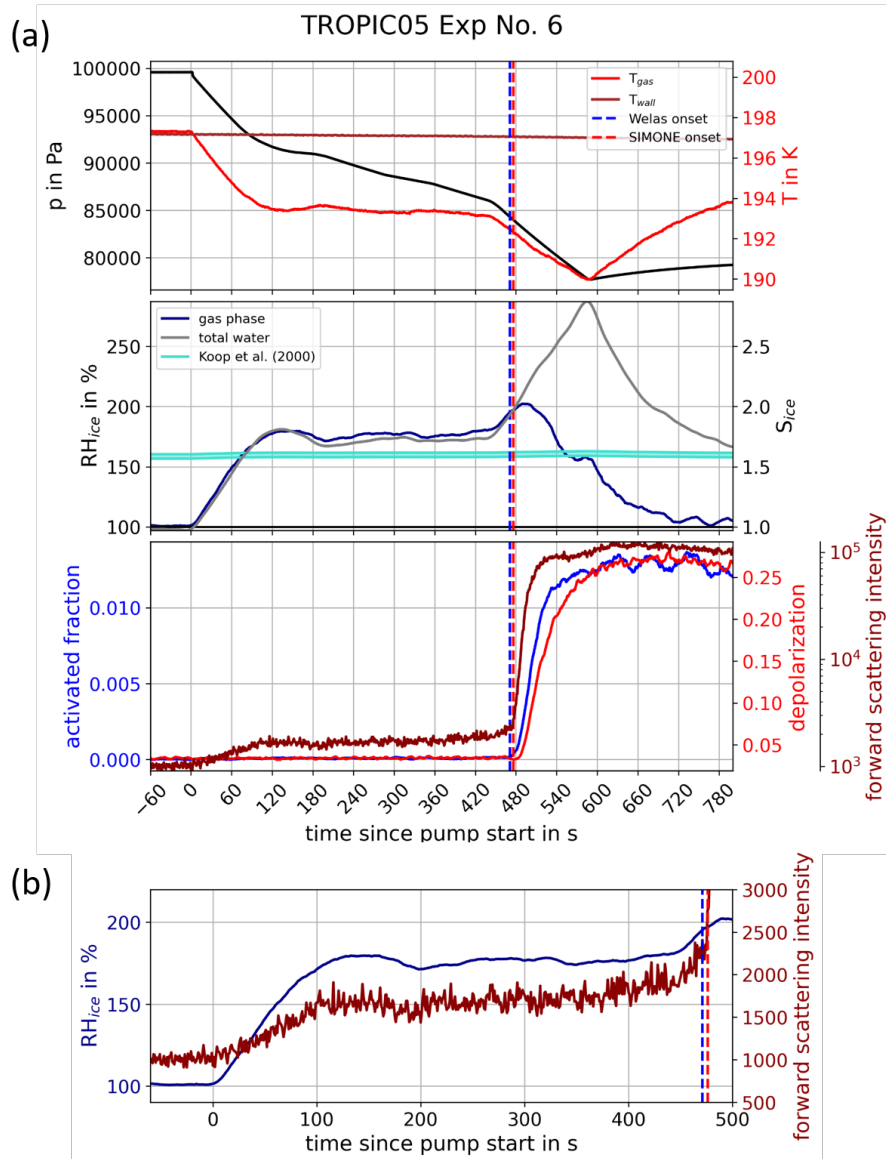 (a)
TROPIC05 Exp No. 6
100000
95000
90000
85000
80000
p in Pa
T_gas
T_wall
Welas onset
SIMONE onset
200
198
196
194
192
190
T in K
gas phase
total water
Koop et al. (2000)
250
200
150
100
RH_ice in %
2.5
2.0
1.5
1.0
S_ice
0.010
0.005
0.000
activated fraction
0.25
0.20
0.15
0.10
0.05
depolarization
10^5
10^4
10^3
forward scattering intensity
−60 0 60 120 180 240 300 360 420 480 540 600 660 720 780
time since pump start in s
(b)
200
150
100
RH_ice in %
3000
2500
2000
1500
1000
500
forward scattering intensity
0 100 200 300 400 500
time since pump start in s